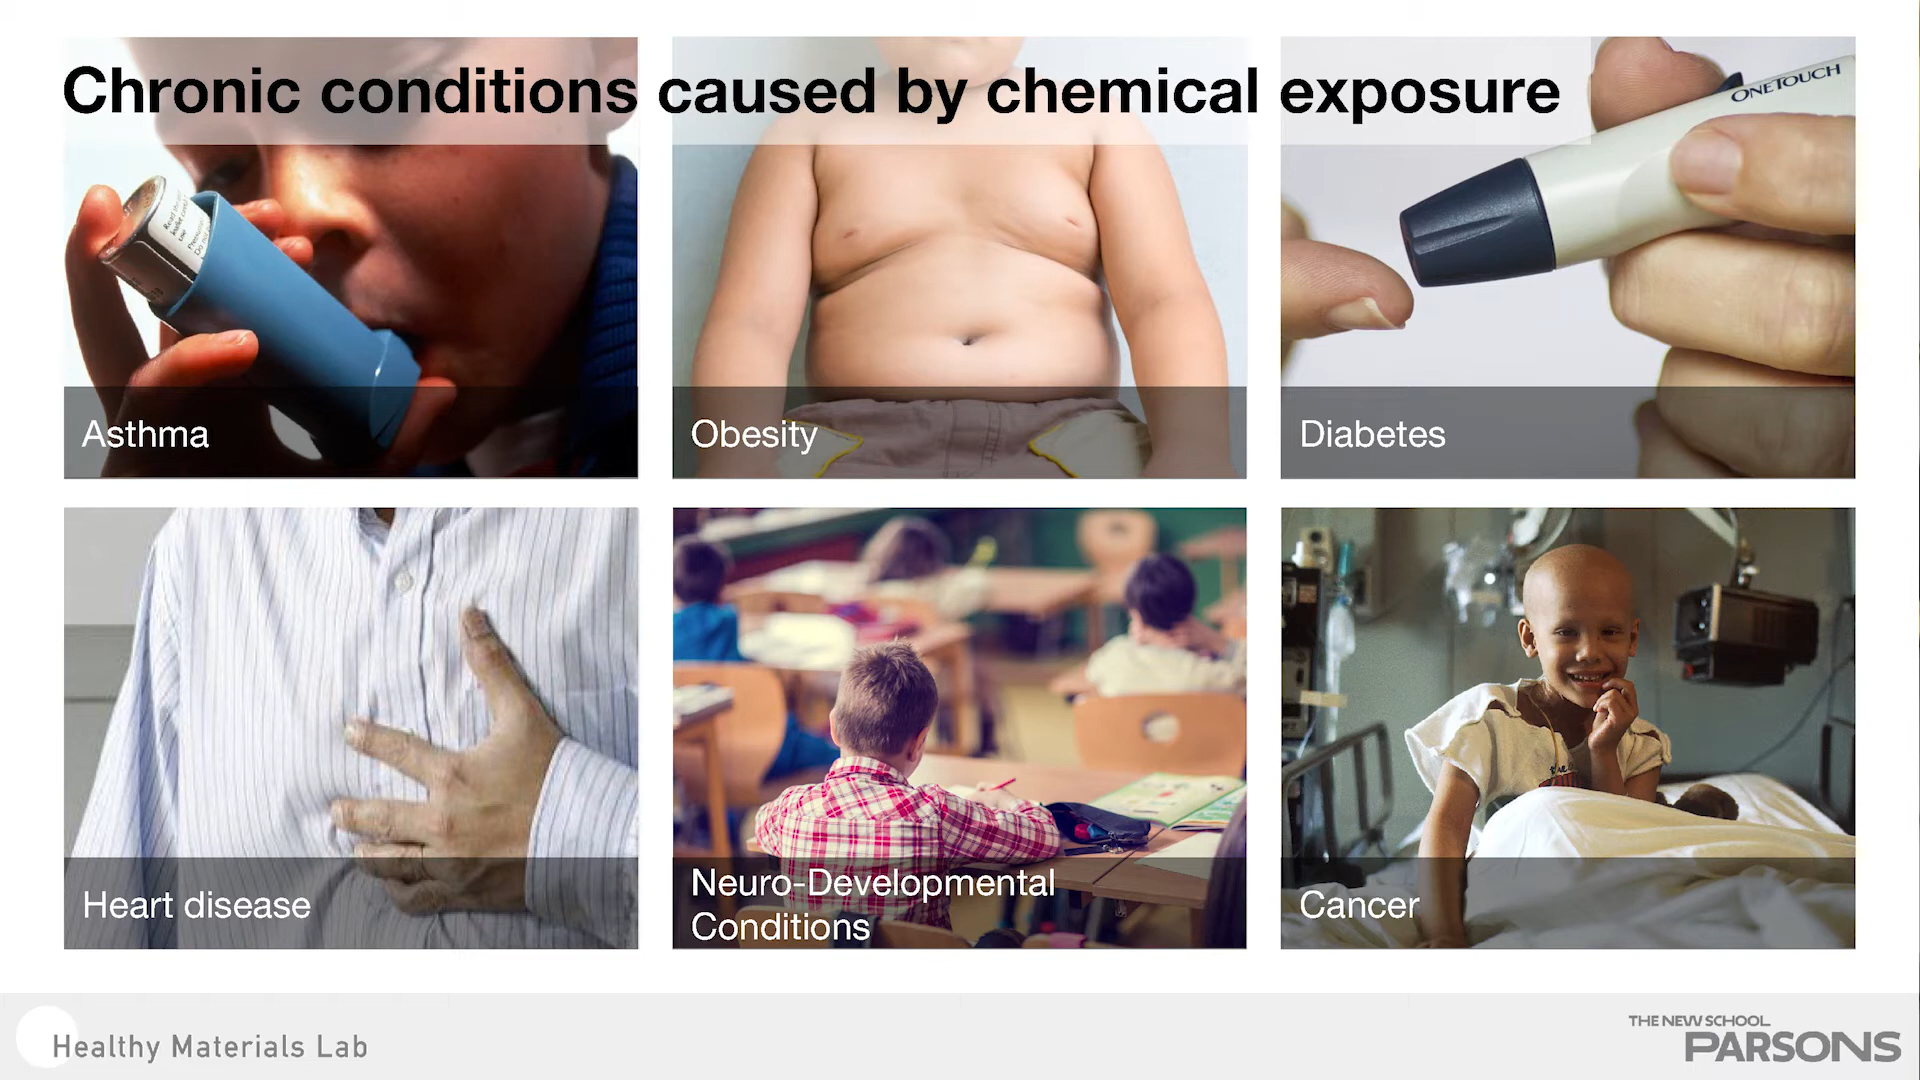 Chronic conditions caused by chemical exposure
ONETOUCH
Asthma
Obesity
Diabetes
Heart disease
Neuro-Developmental
Conditions
Cancer
Healthy Materials Lab
THE NEW SCHOOL
PARSONS